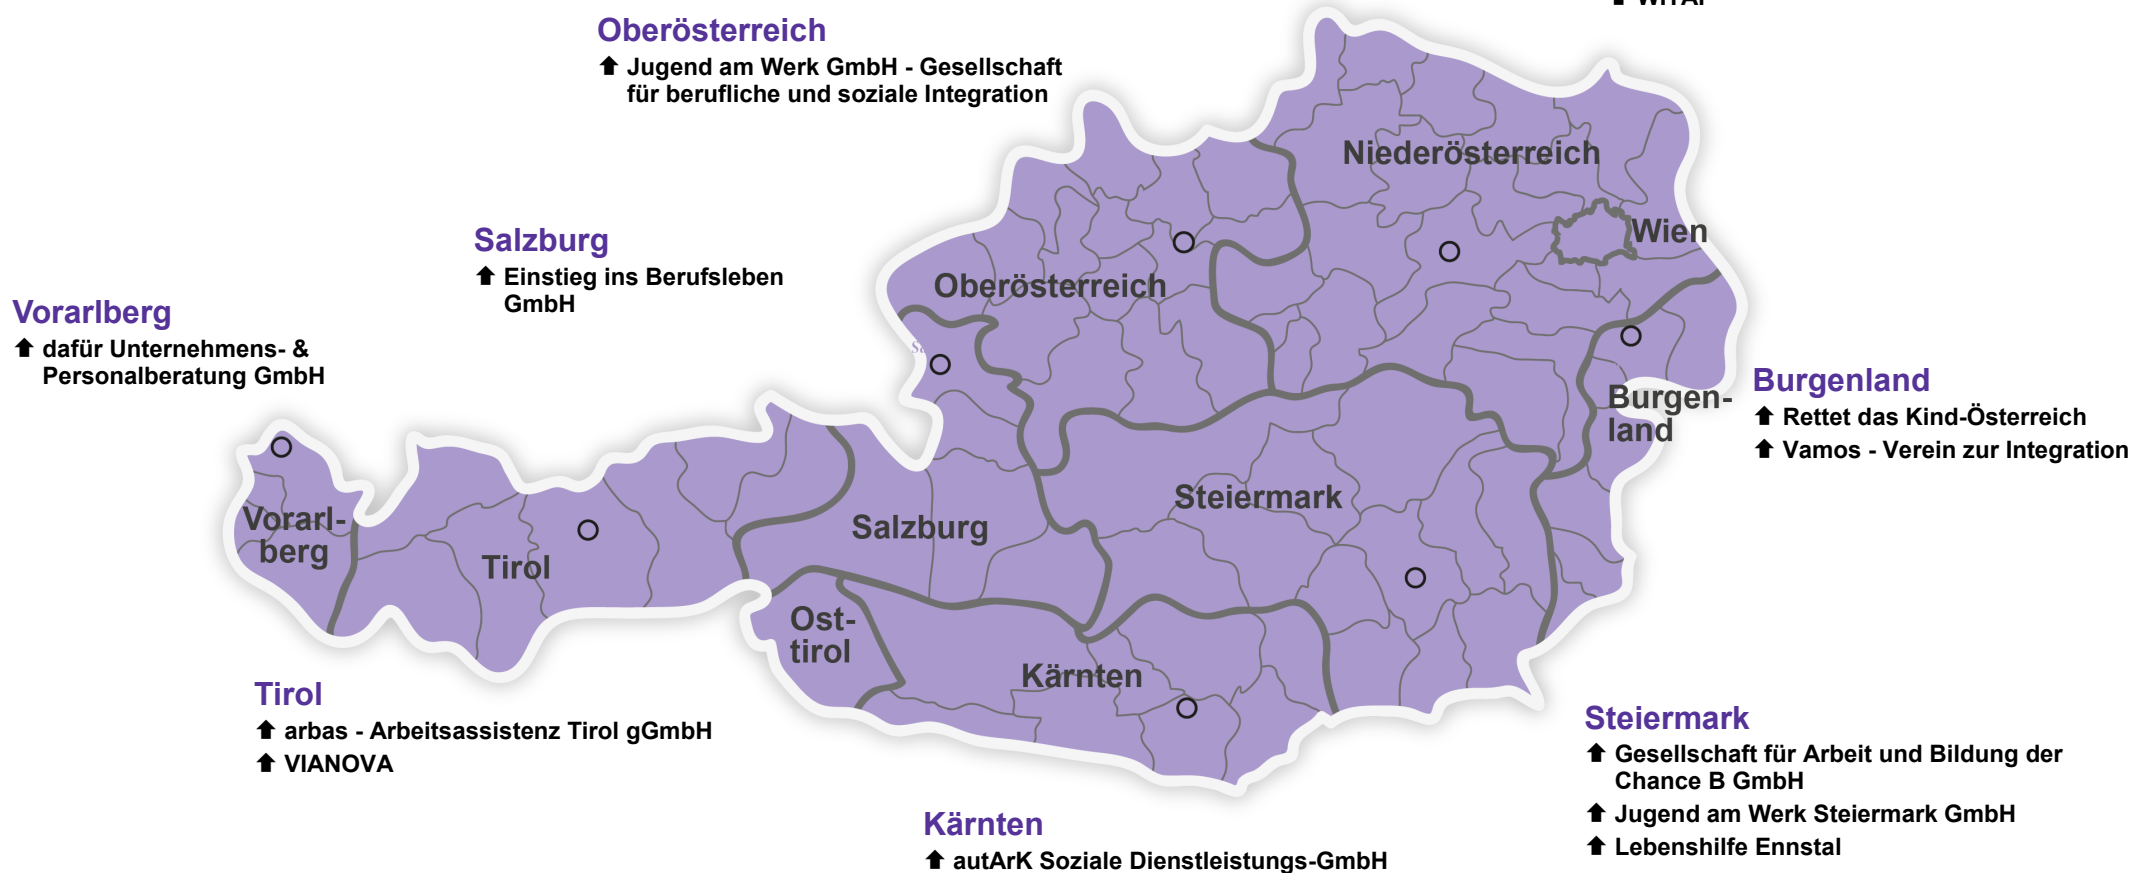 Oberösterreich
Jugend am Werk GmbH - Gesellschaft
für berufliche und soziale Integration
Salzburg
Einstieg ins Berufsleben
GmbH
Vorarlberg
dafür Unternehmens- &
Personalberatung GmbH
Niederösterreich
Wien
Oberösterreich
Burgen-
land
Steiermark
Salzburg
Vorarl-
berg
Tirol
Ost-
tirol
Kärnten
Burgenland
Rettet das Kind-Österreich
Vamos - Verein zur Integration
Tirol
arbas - Arbeitsassistenz Tirol gGmbH
VIANOVA
Kärnten
autArK Soziale Dienstleistungs-GmbH
Steiermark
Gesellschaft für Arbeit und Bildung der
Chance B GmbH
Jugend am Werk Steiermark GmbH
Lebenshilfe Ennstal